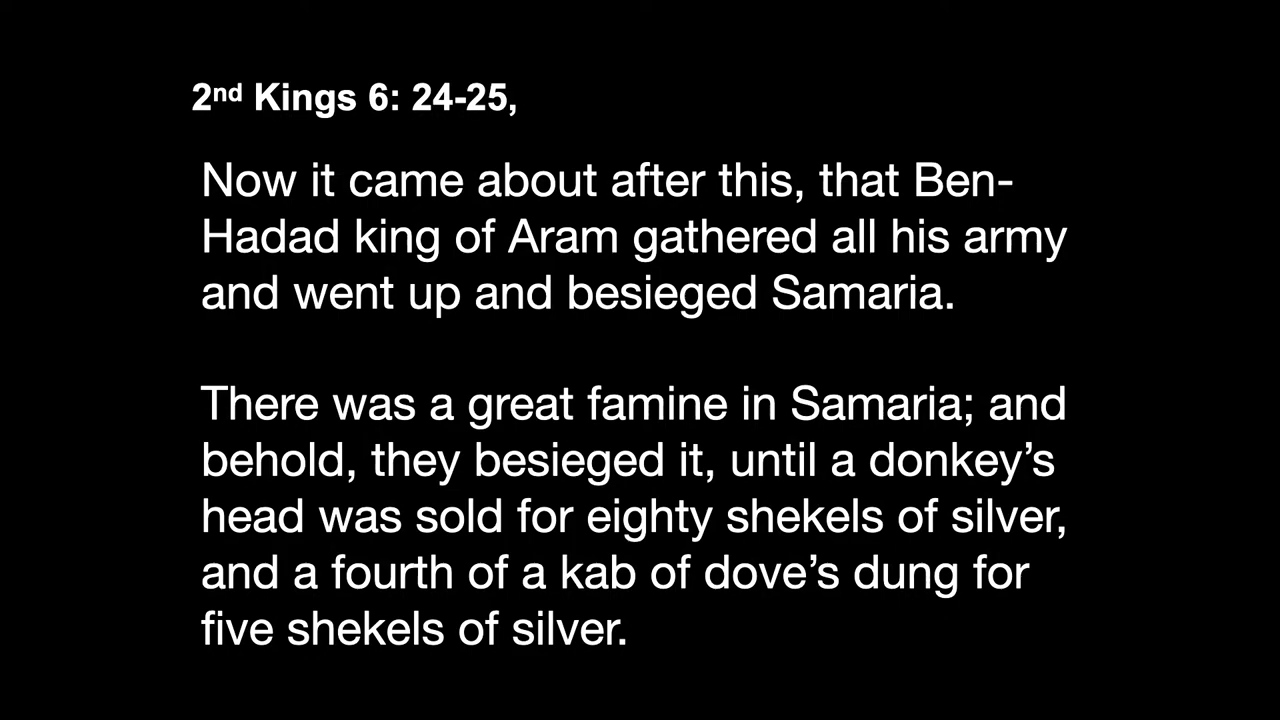 2nd Kings 6: 24-25,
Now it came about after this, that Ben-
Hadad king of Aram gathered all his army
and went up and besieged Samaria.
There was a great famine in Samaria; and
behold, they besieged it, until a donkey’s
head was sold for eighty shekels of silver,
and a fourth of a kab of dove’s dung for
five shekels of silver.